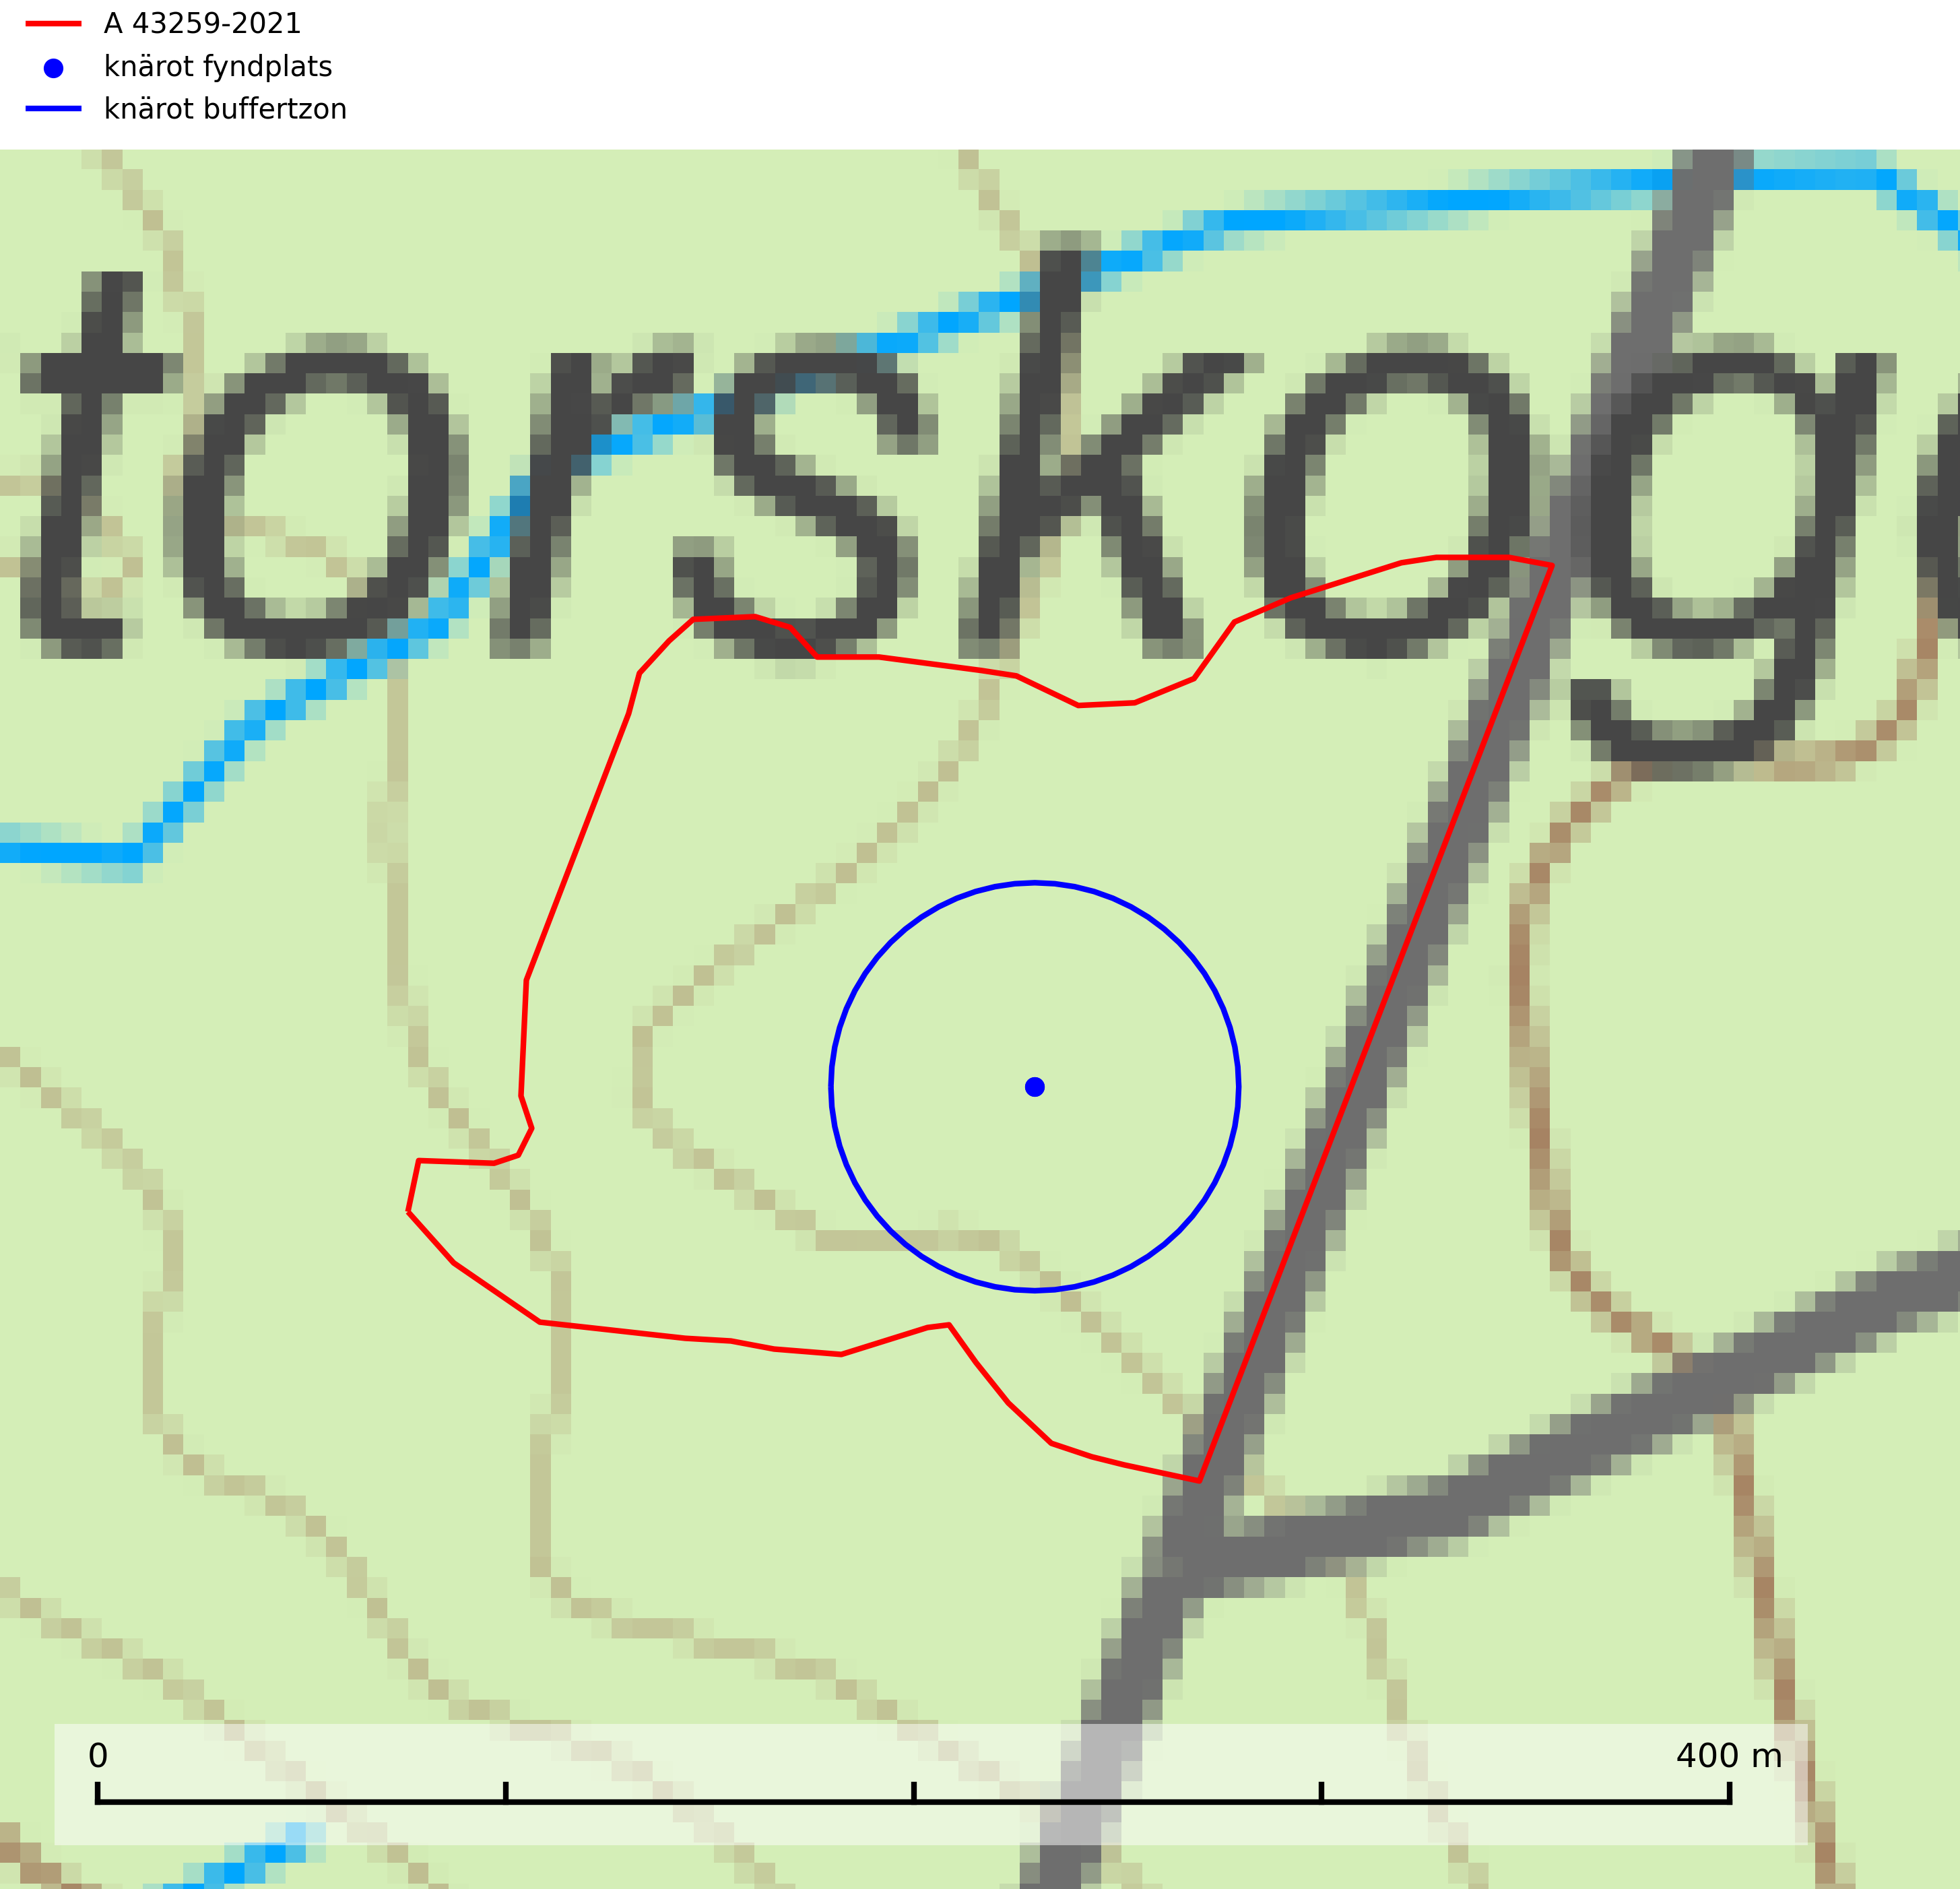 A 43259-2021
knärot fyndplats
knärot buffertzon
torskog
0 400 m